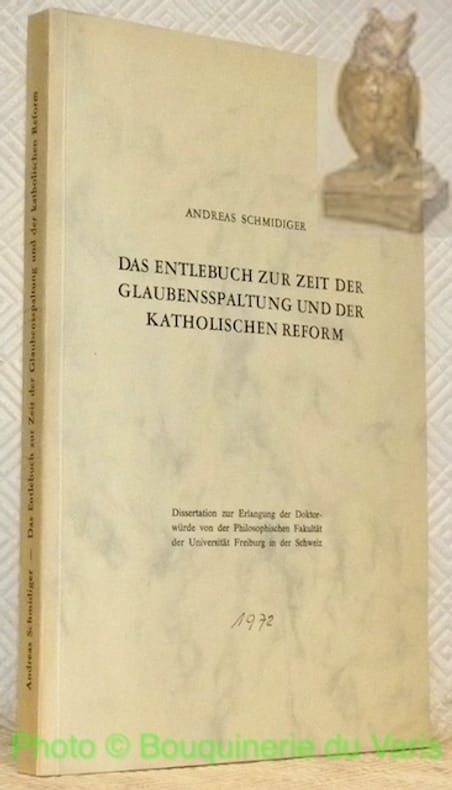 ANDREAS SCHMIDIGER
DAS ENTLEBUCH ZUR ZEIT DER
GLAUBENSSPALTUNG UND DER
KATHOLISCHEN REFORM
Dissertation zur Erlangung der Doktor-
würde von der Philosophischen Fakultät
der Universität Freiburg in der Schweiz
1972
Andreas Schmidiger — Das Entlebuch zur Zeit der Glaubensspaltung und der katholischen Reform
Photo © Bouquinerie du Varis